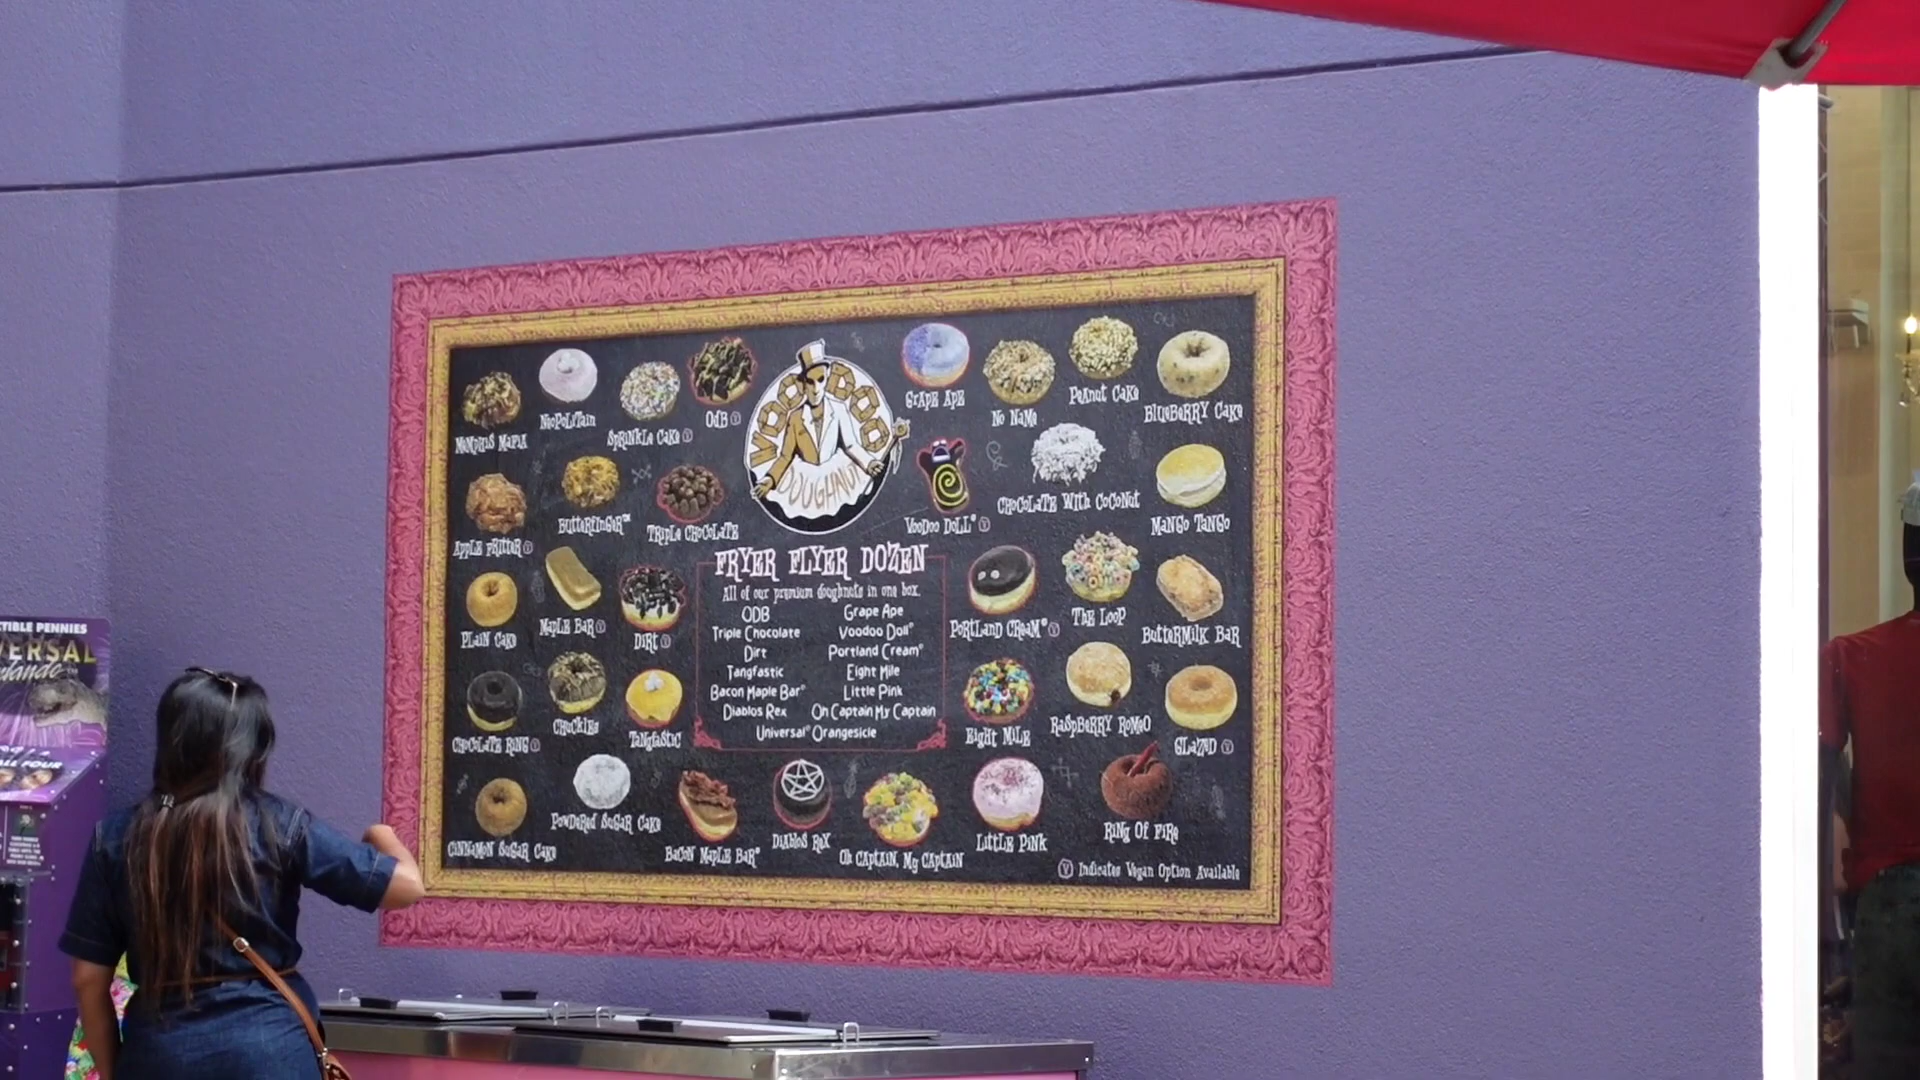 Memphis Mafia
Neopolitain
Sprinkle Cake V
ODB V
VOODOO
DOUGHNUT
Grape Ape
No Name
Peanut Cake
Blueberry Cake
Apple Fritter V
Butterfinger™
Triple Chocolate
Voodoo Doll® V
Chocolate With Coconut
Mango Tango
Plain Cake
Maple Bar V
Dirt V
FRYER FLYER DOZEN
All of our premium doughnuts in one box.
ODB Grape Ape
Triple Chocolate Voodoo Doll®
Dirt Portland Cream®
Tangfastic Eight Mile
Bacon Maple Bar® Little Pink
Diablos Rex Oh Captain My Captain
Universal® Orangesicle
Portland Cream® V
The Loop
Buttermilk Bar
Chocolate Ring V
Chuckles
Tangfastic
Eight Mile
Raspberry Romeo
Glazed V
Cinnamon Sugar Cake
Powdered Sugar Cake
Bacon Maple Bar®
Diablos Rex
Oh Captain, My Captain
Little Pink
Ring Of Fire
V Indicates Vegan Option Available
CTIBLE PENNIES
VERSAL
rlando
ALL FOUR